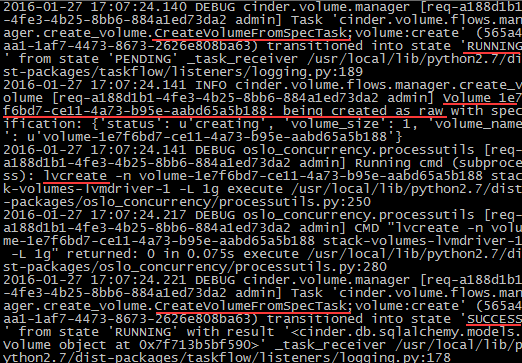 2016-01-27 17:07:24.140 DEBUG cinder.volume.manager [req-a188d1b1
-4fe3-4b25-8bb6-884a1ed73da2 admin] Task 'cinder.volume.flows.man
ager.create_volume.CreateVolumeFromSpecTask;volume:create' (565a4
aa1-1af7-4473-8673-2626e808ba63) transitioned into state 'RUNNING
' from state 'PENDING' _task_receiver /usr/local/lib/python2.7/di
st-packages/taskflow/listeners/logging.py:189
2016-01-27 17:07:24.141 INFO cinder.volume.flows.manager.create_v
olume [req-a188d1b1-4fe3-4b25-8bb6-884a1ed73da2 admin] Volume 1e7
f6bd7-ce11-4a73-b95e-aabd65a5b188: being created as raw with spec
ification: {'status': u'creating', 'volume_size': 1, 'volume_name
': u'volume-1e7f6bd7-ce11-4a73-b95e-aabd65a5b188'}
2016-01-27 17:07:24.141 DEBUG oslo_concurrency.processutils [req-
a188d1b1-4fe3-4b25-8bb6-884a1ed73da2 admin] Running cmd (subproce
ss): lvcreate -n volume-1e7f6bd7-ce11-4a73-b95e-aabd65a5b188 stac
k-volumes-lvmdriver-1 -L 1g execute /usr/local/lib/python2.7/dist
-packages/oslo_concurrency/processutils.py:250
2016-01-27 17:07:24.217 DEBUG oslo_concurrency.processutils [req-
a188d1b1-4fe3-4b25-8bb6-884a1ed73da2 admin] CMD "lvcreate -n volu
me-1e7f6bd7-ce11-4a73-b95e-aabd65a5b188 stack-volumes-lvmdriver-1
 -L 1g" returned: 0 in 0.075s execute /usr/local/lib/python2.7/di
st-packages/oslo_concurrency/processutils.py:280
2016-01-27 17:07:24.221 DEBUG cinder.volume.manager [req-a188d1b1
-4fe3-4b25-8bb6-884a1ed73da2 admin] Task 'cinder.volume.flows.man
ager.create_volume.CreateVolumeFromSpecTask;volume:create' (565a4
aa1-1af7-4473-8673-2626e808ba63) transitioned into state 'SUCCESS
' from state 'RUNNING' with result '<cinder.db.sqlalchemy.models.
Volume object at 0x7f713b5bf590>' _task_receiver /usr/local/lib/p
ython2.7/dist-packages/taskflow/listeners/logging.py:178